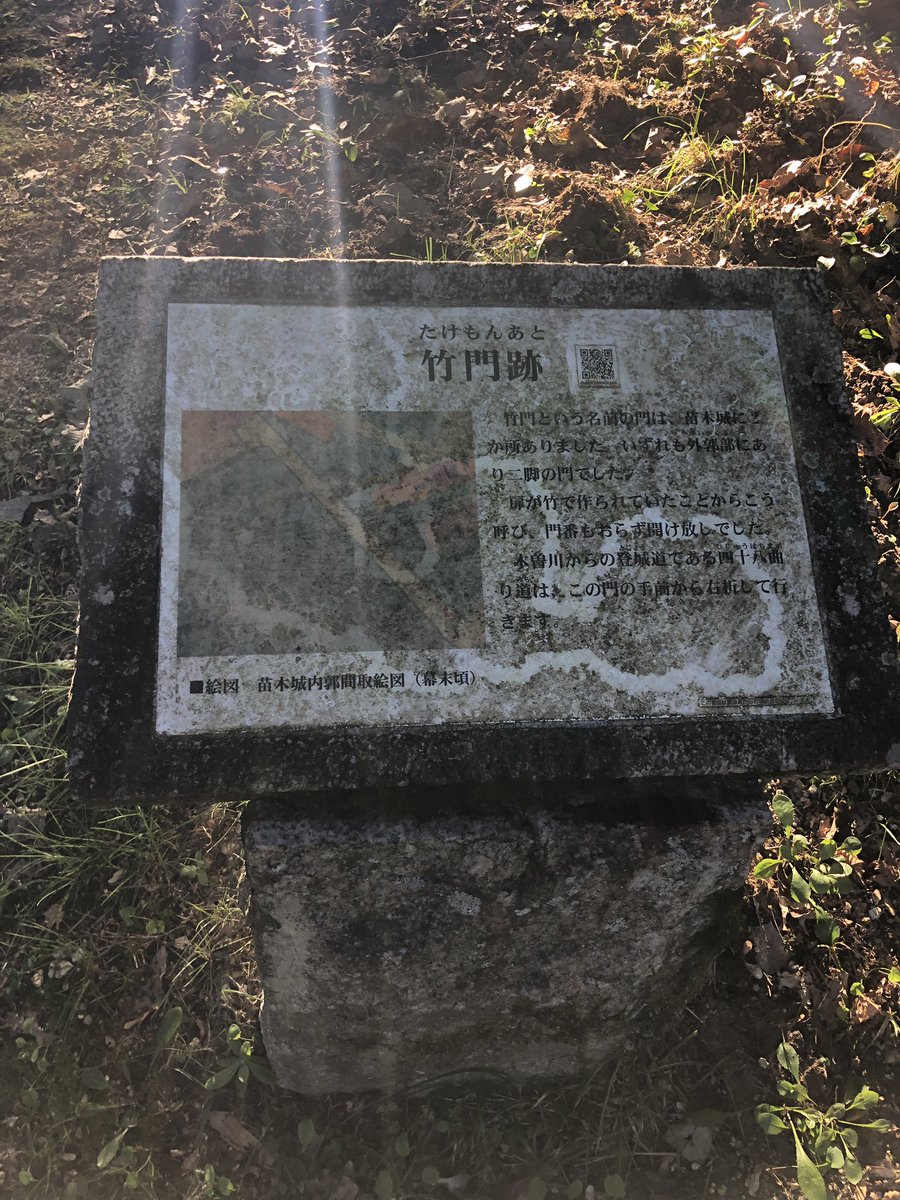 たけもんあと
竹門跡
竹門という名前の門は、苗木城に2
か所ありました。いずれも外郭部にあ
り二脚の門でした。
扉が竹で作られていたことからこう
呼び、門番もおらず開け放しでした。
木曽川からの登城道である四十八曲
り道は、この門の手前から右折して行
きます
■絵図 苗木城内郭間取絵図（幕末頃）